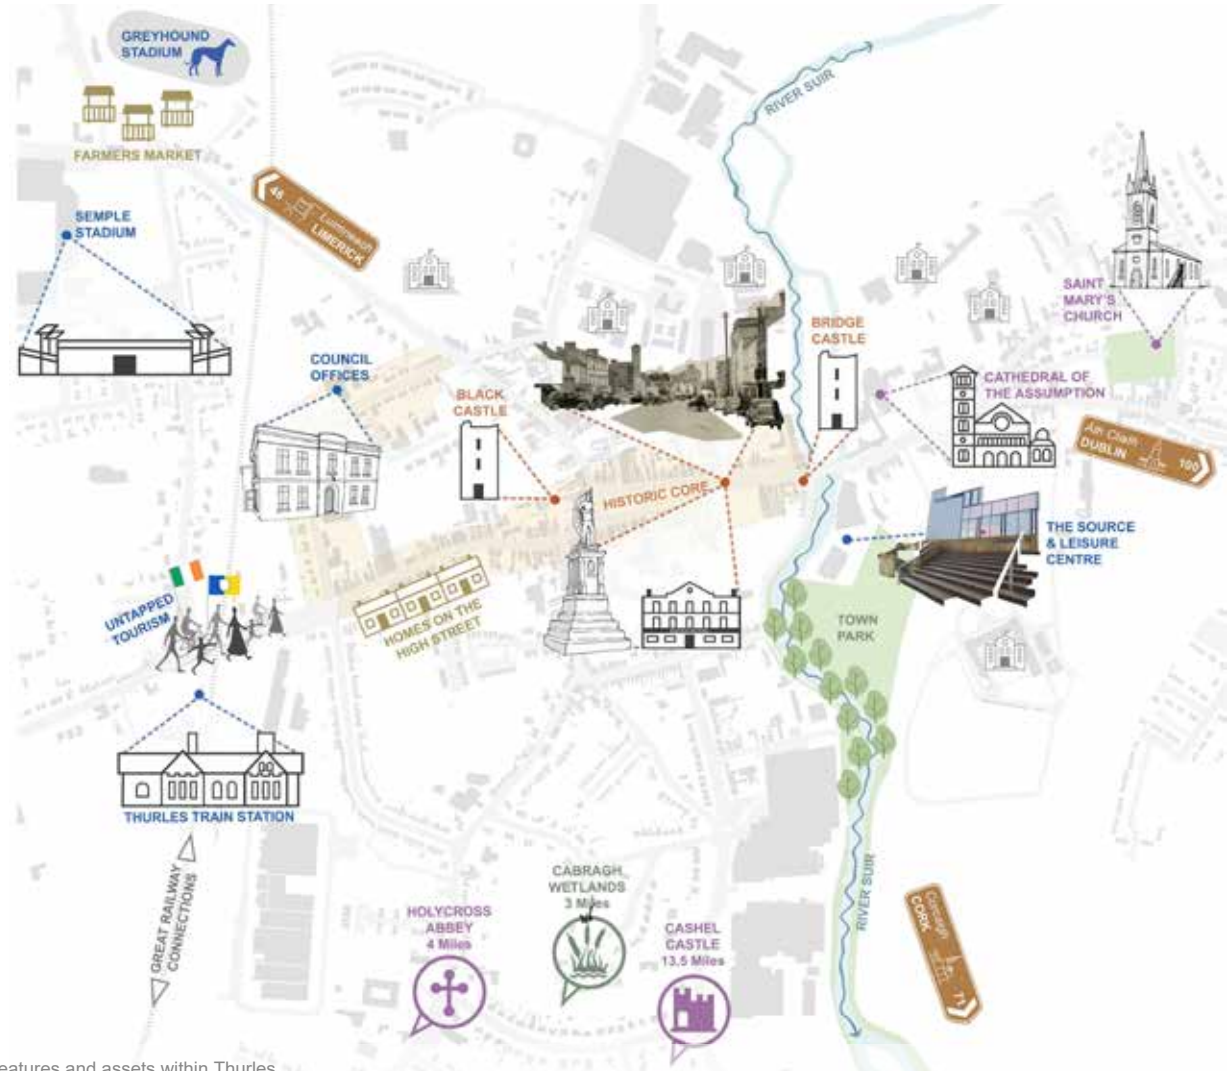 GREYHOUND
STADIUM
FARMERS MARKET
RIVER SUIR
46
Luimneach
LIMERICK
SEMPLE
STADIUM
SAINT
MARY'S
CHURCH
BRIDGE
CASTLE
COUNCIL
OFFICES
CATHEDRAL OF
THE ASSUMPTION
BLACK
CASTLE
DUBLIN
100
HISTORIC CORE
THE SOURCE
& LEISURE
CENTRE
UNTAPPED
TOURISM
HOMES ON THE
HIGH STREET
TOWN
PARK
THURLES TRAIN STATION
GREAT RAILWAY
CONNECTIONS
CABRAGH
WETLANDS
3 Miles
HOLYCROSS
ABBEY
4 Miles
CASHEL
CASTLE
13.5 Miles
RIVER SUIR
Corcaigh
CORK
71
eatures and assets within Thurles